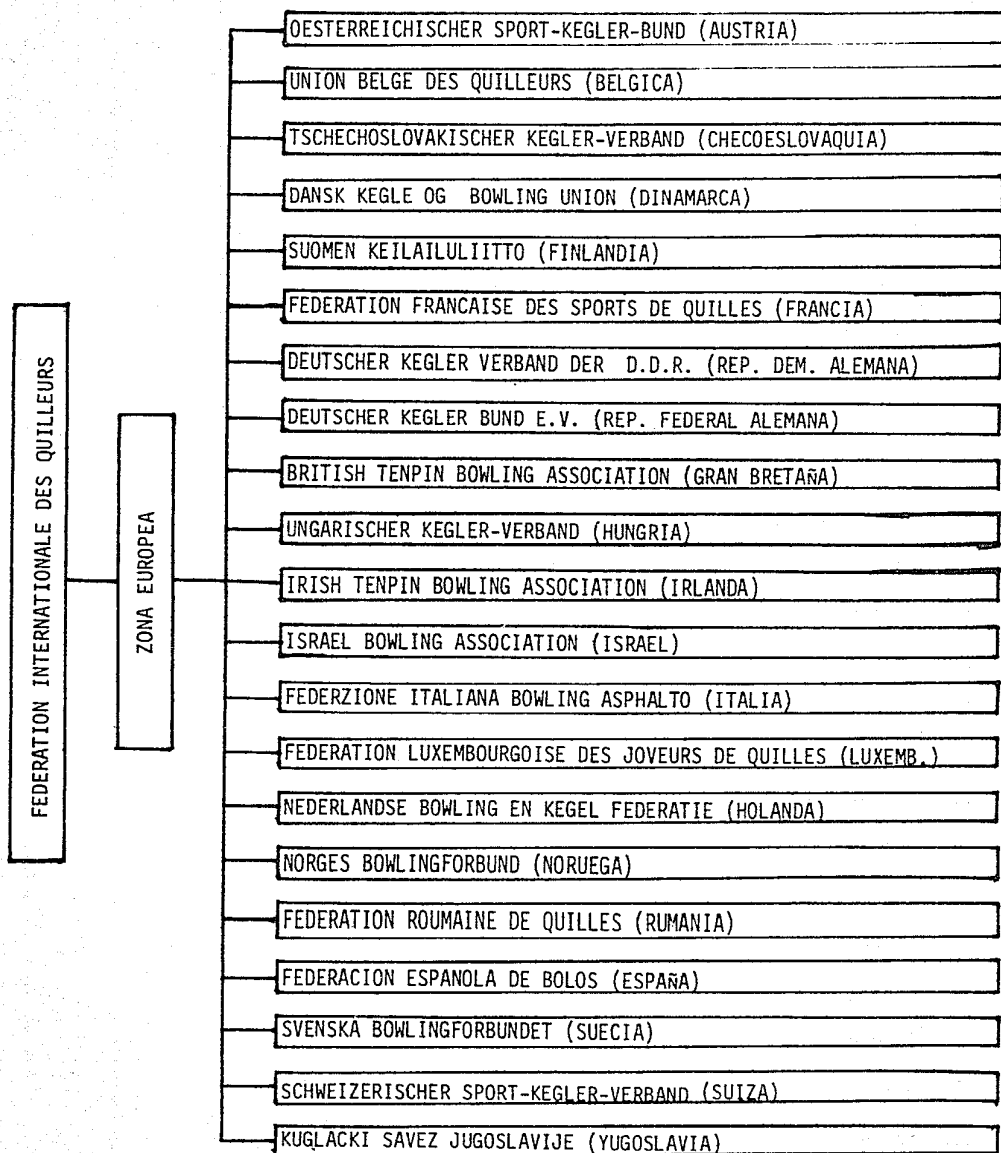 FEDERATION INTERNATIONALE DES QUILLEURS
ZONA EUROPEA
OESTERREICHISCHER SPORT-KEGLER-BUND (AUSTRIA)
UNION BELGE DES QUILLEURS (BELGICA)
TSCHECHOSLOVAKISCHER KEGLER-VERBAND (CHECOESLOVAQUIA)
DANSK KEGLE OG BOWLING UNION (DINAMARCA)
SUOMEN KEILAILULIITTO (FINLANDIA)
FEDERATION FRANCAISE DES SPORTS DE QUILLES (FRANCIA)
DEUTSCHER KEGLER VERBAND DER D.D.R. (REP. DEM. ALEMANA)
DEUTSCHER KEGLER BUND E.V. (REP. FEDERAL ALEMANA)
BRITISH TENPIN BOWLING ASSOCIATION (GRAN BRETAñA)
UNGARISCHER KEGLER-VERBAND (HUNGRIA)
IRISH TENPIN BOWLING ASSOCIATION (IRLANDA)
ISRAEL BOWLING ASSOCIATION (ISRAEL)
FEDERZIONE ITALIANA BOWLING ASPHALTO (ITALIA)
FEDERATION LUXEMBOURGOISE DES JOVEURS DE QUILLES (LUXEMB.)
NEDERLANDSE BOWLING EN KEGEL FEDERATIE (HOLANDA)
NORGES BOWLINGFORBUND (NORUEGA)
FEDERATION ROUMAINE DE QUILLES (RUMANIA)
FEDERACION ESPANOLA DE BOLOS (ESPAñA)
SVENSKA BOWLINGFORBUNDET (SUECIA)
SCHWEIZERISCHER SPORT-KEGLER-VERBAND (SUIZA)
KUGLACKI SAVEZ JUGOSLAVIJE (YUGOSLAVIA)